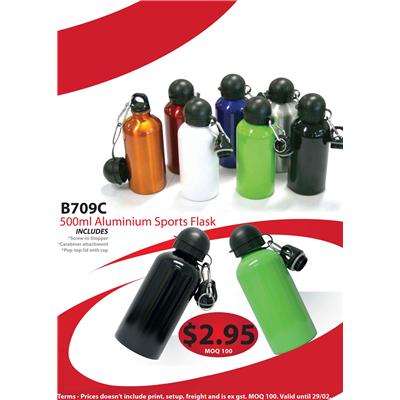 B709C
500ml Aluminium Sports Flask
INCLUDES
*Screw in Stopper
*Carabiner attachment
*Pop-top lid with cap
$2.95
MOQ 100
Terms - Prices doesn't include print, setup, freight and is ex gst. MOQ 100. Valid until 29/02.